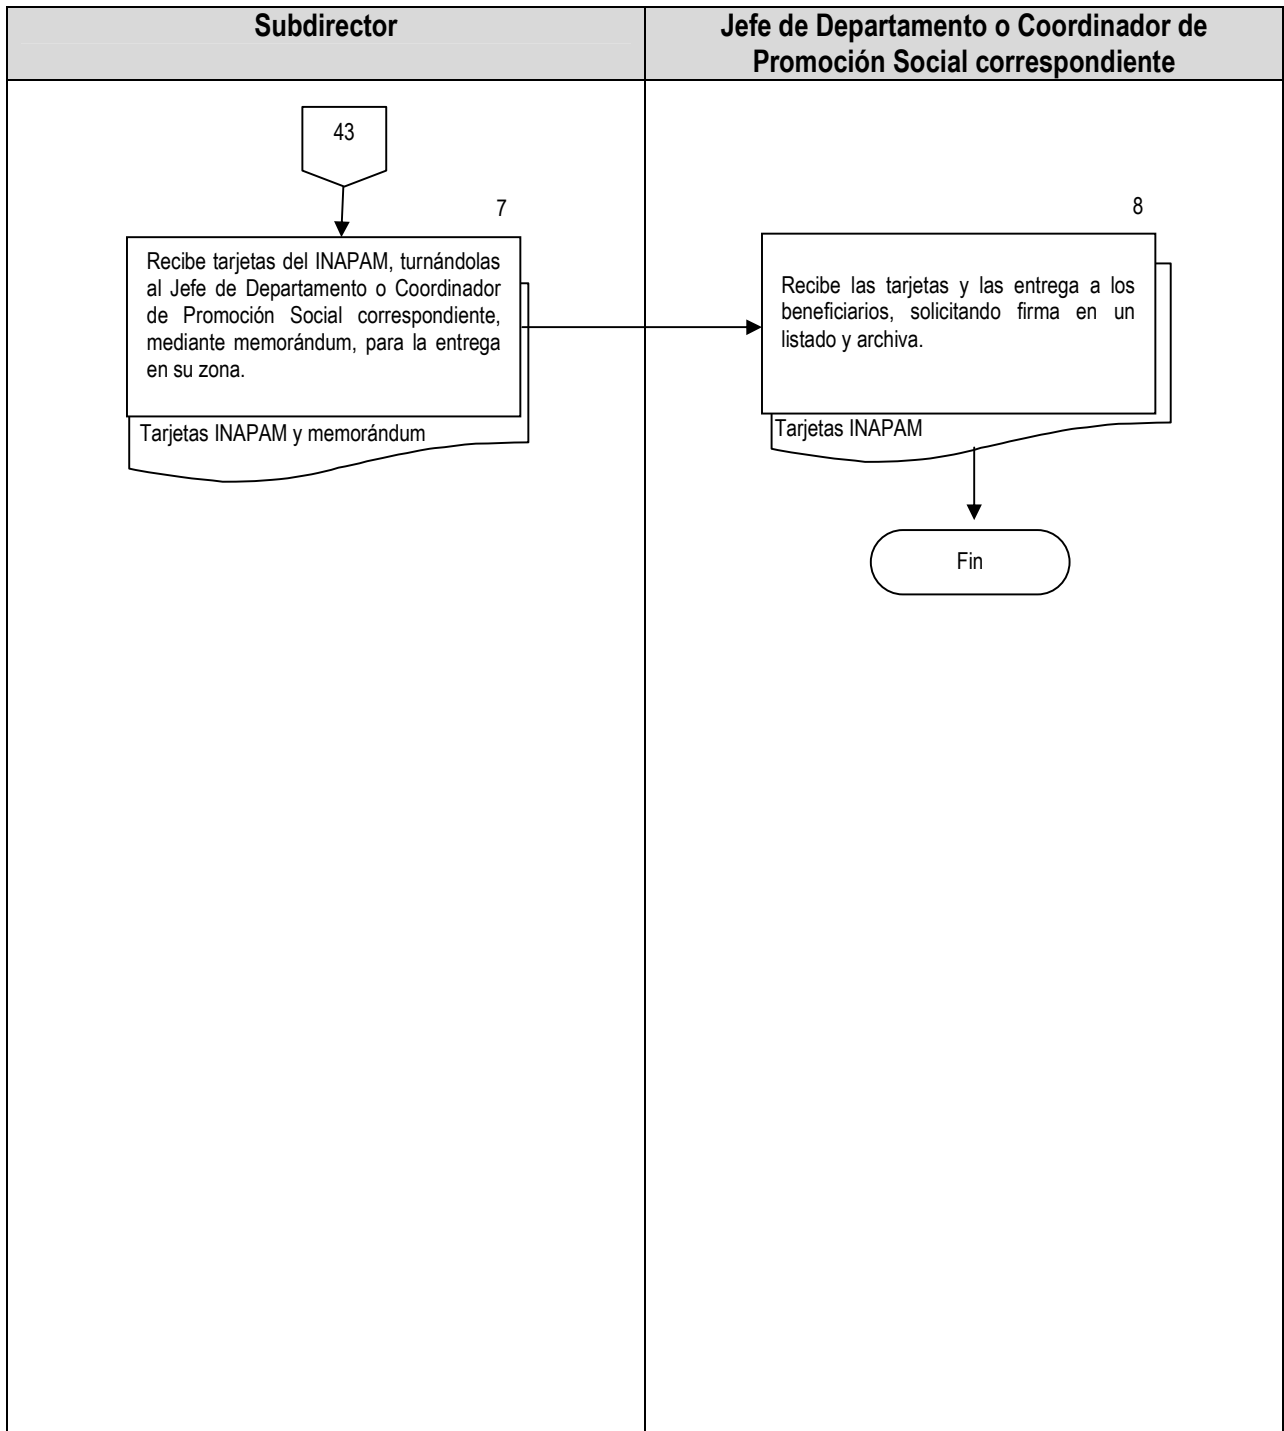 Subdirector
Jefe de Departamento o Coordinador de
Promoción Social correspondiente
43
7
Recibe tarjetas del INAPAM, turnándolas
al Jefe de Departamento o Coordinador
de Promoción Social correspondiente,
mediante memorándum, para la entrega
en su zona.
Tarjetas INAPAM y memorándum
8
Recibe las tarjetas y las entrega a los
beneficiarios, solicitando firma en un
listado y archiva.
Tarjetas INAPAM
Fin